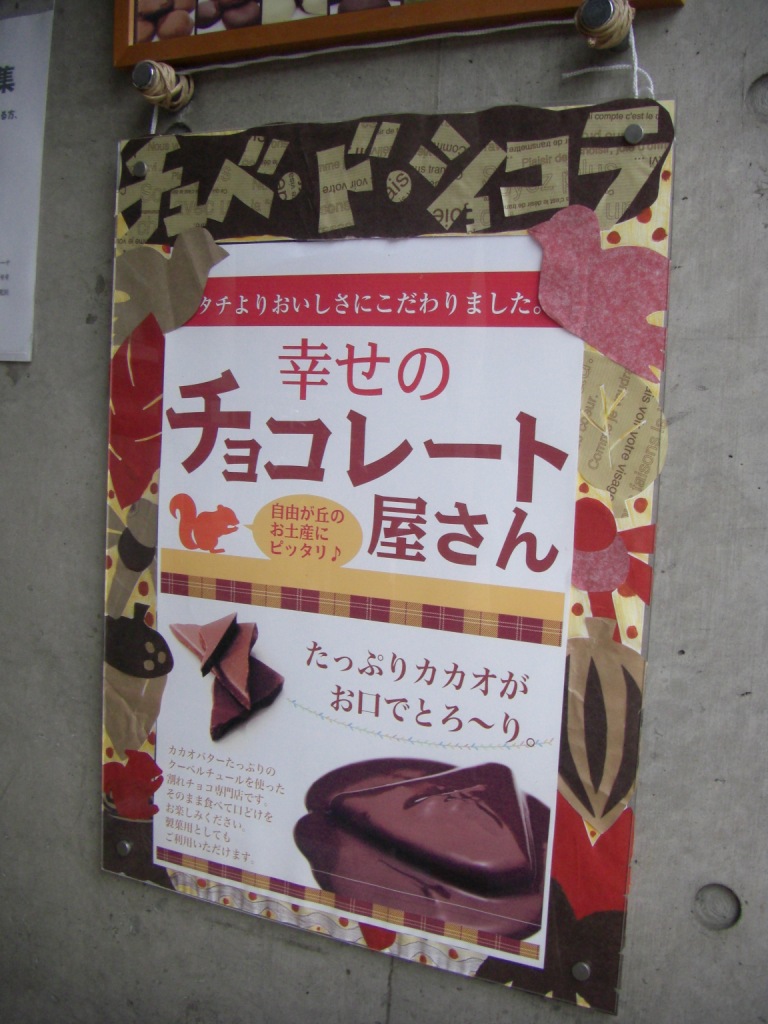 集
チョベ・ド・ショコラ
タチよりおいしさにこだわりました。
幸せの
チョコレート
屋さん
自由が丘の
お土産に
ピッタリ♪
たっぷりカカオが
お口でとろ～り。
カカオバターたっぷりの
クーベルチュールを使った
割れチョコ専門店です。
そのまま食べて口どけを
お楽しみください。
製菓用としても
ご利用いただけます。